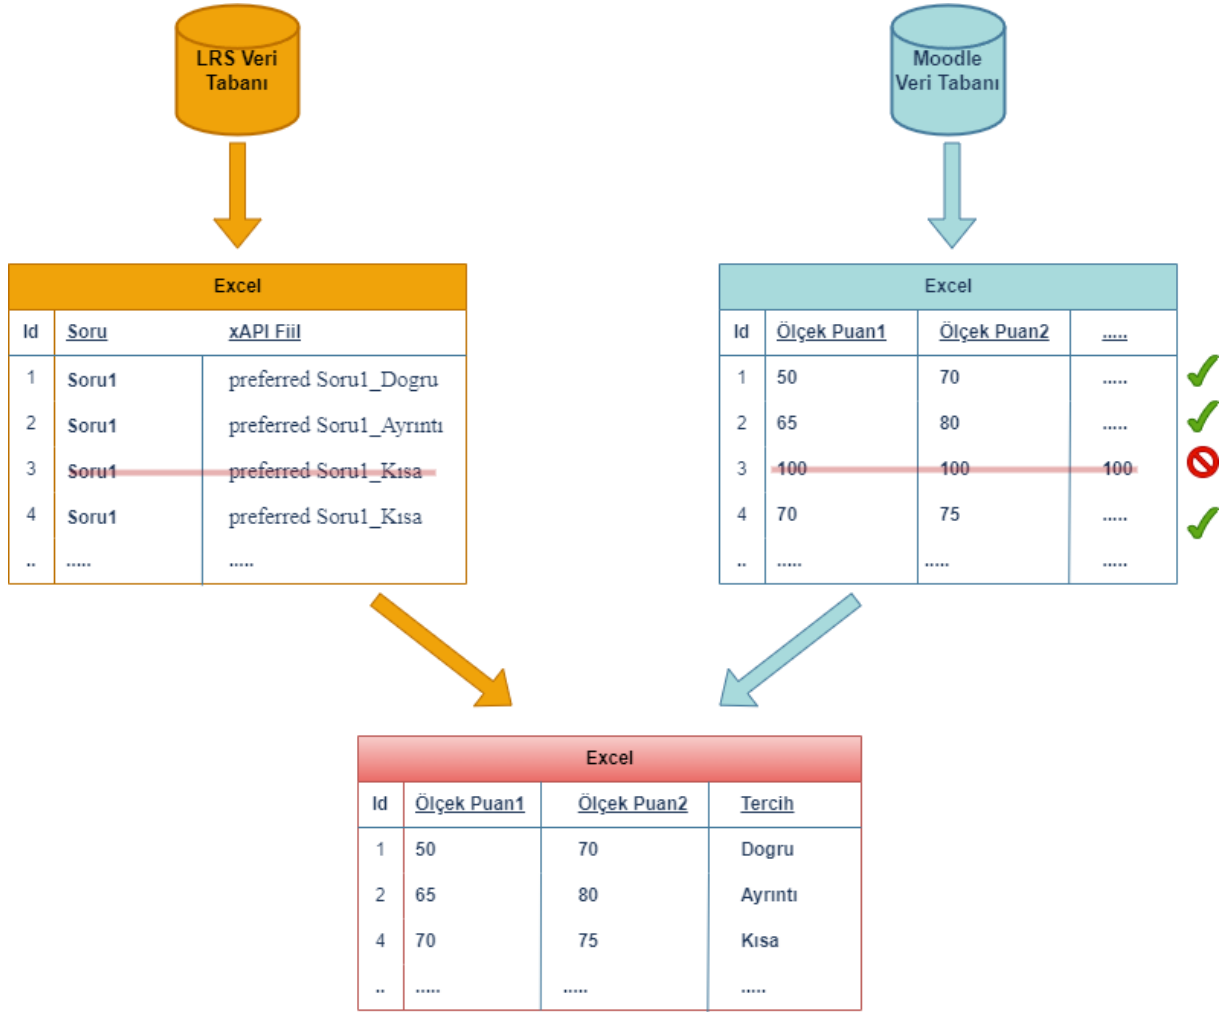 LRS Veri
Tabanı
Moodle
Veri Tabanı
Excel
Id Soru xAPI Fiil
1 Soru1 preferred Soru1_Dogru
2 Soru1 preferred Soru1_Ayrıntı
3 Soru1 preferred Soru1_Kısa
4 Soru1 preferred Soru1_Kısa
.. ..... .....
Excel
Id Ölçek Puan1 Ölçek Puan2 .....
1 50 70 .....
2 65 80 .....
3 100 100 100
4 70 75 .....
.. ..... ..... .....
Excel
Id Ölçek Puan1 Ölçek Puan2 Tercih
1 50 70 Dogru
2 65 80 Ayrıntı
4 70 75 Kısa
.. ..... ..... .....